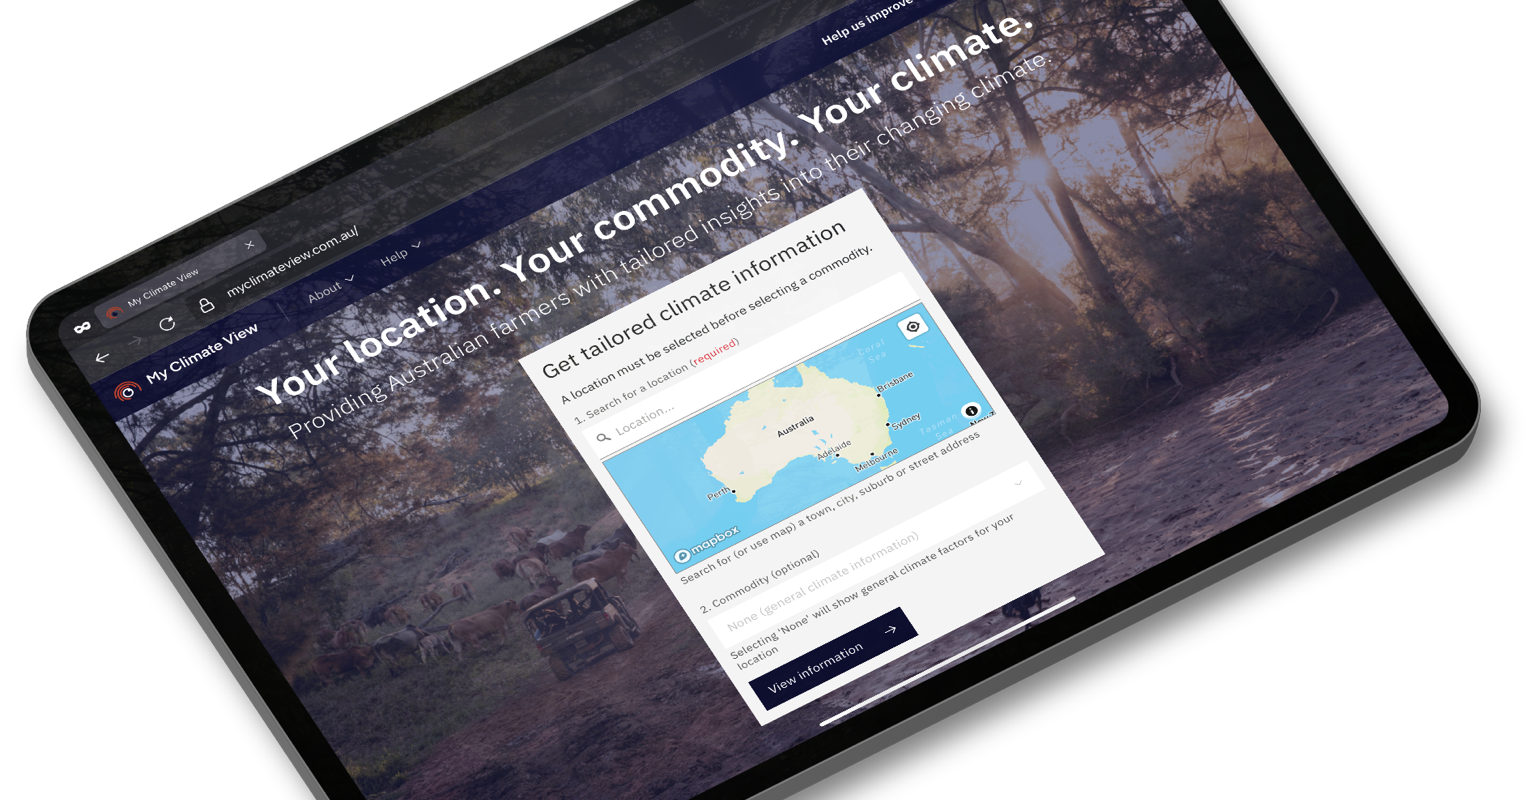 My Climate View
myclimateview.com.au/
My Climate View
About
Help
Help us improve
Your location. Your commodity. Your climate.
Providing Australian farmers with tailored insights into their changing climate.
Get tailored climate information
A location must be selected before selecting a commodity.
1. Search for a location (required)
Location...
Coral
Sea
Brisbane
Australia
Sydney
Adelaide
Melbourne
Tasman
Sea
Perth
mapbox
Search for (or use map) a town, city, suburb or street address
2. Commodity (optional)
None (general climate information)
Selecting 'None' will show general climate factors for your
location
View information